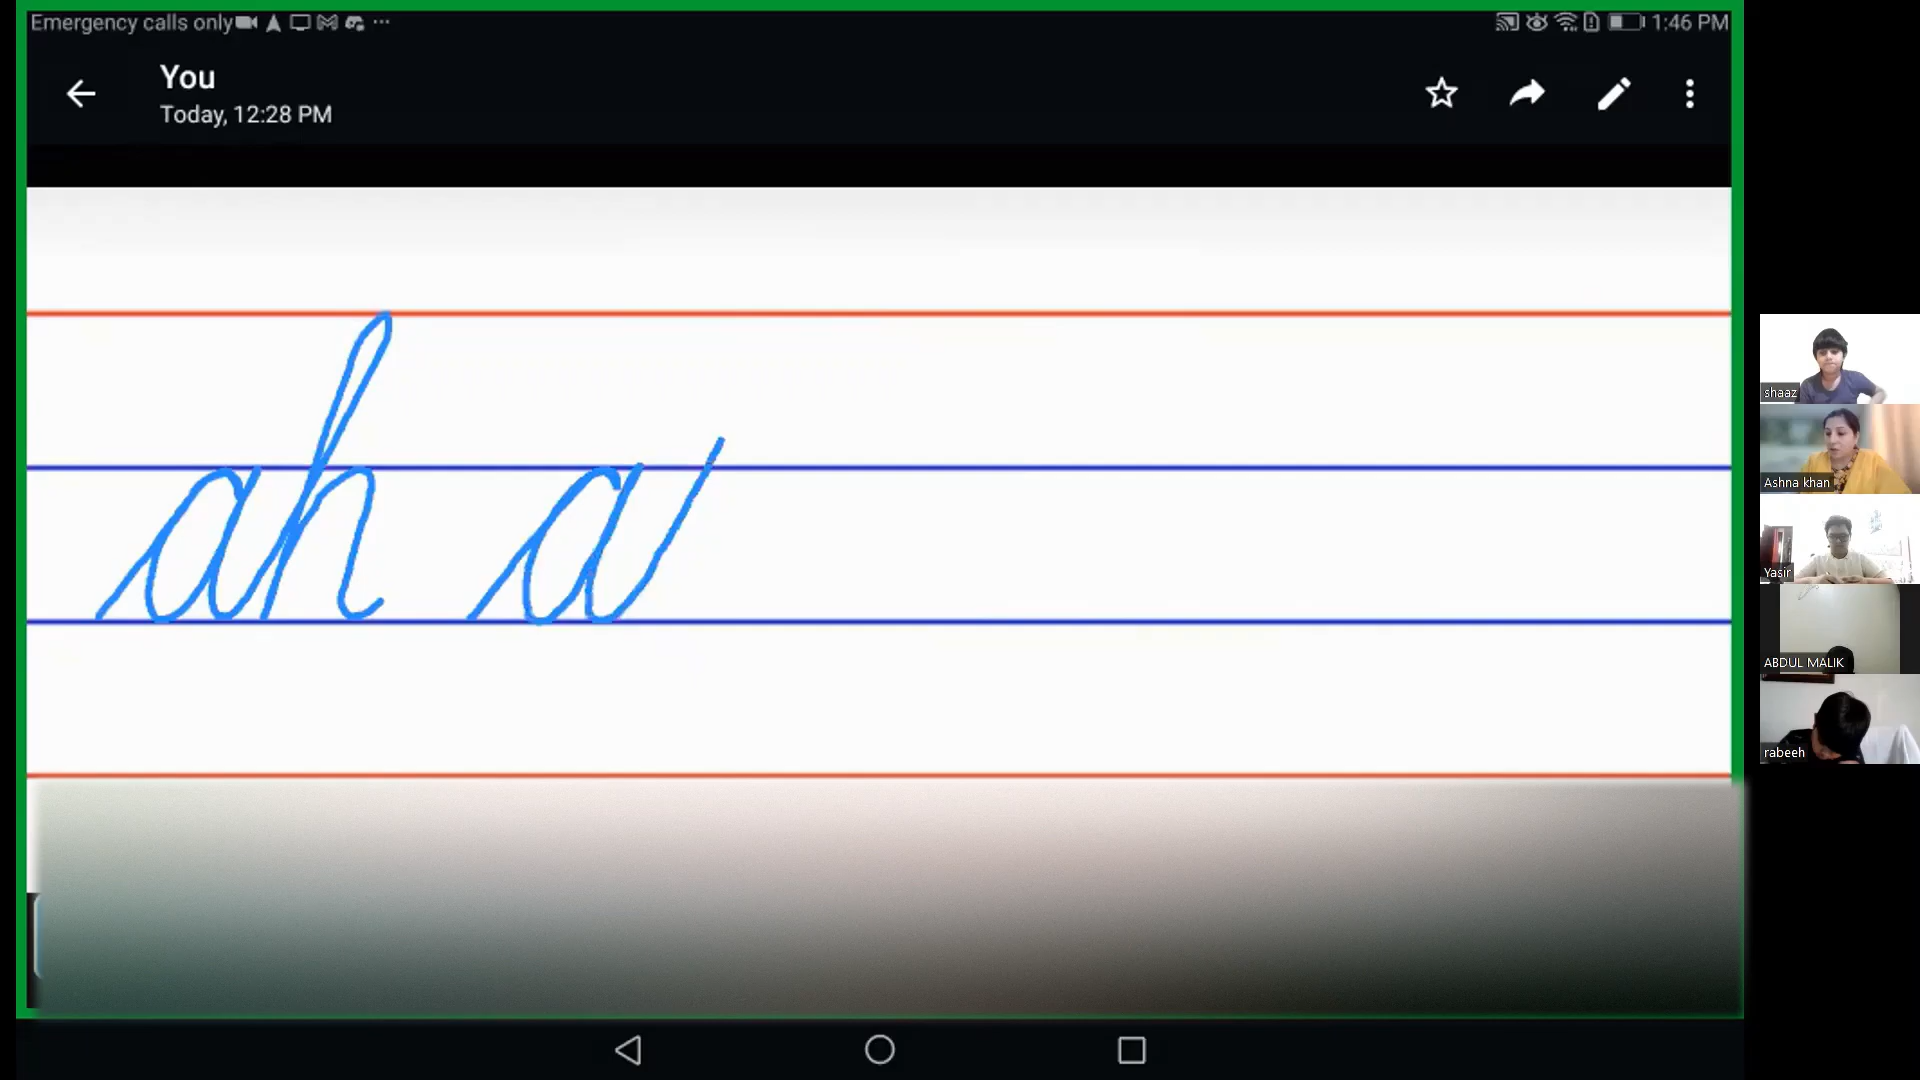 Emergency calls only ... 1:46 PM
You
Today, 12:28 PM
ah a
shaaz
Ashna khan
Yasir
ABDUL MALIK
rabeeh